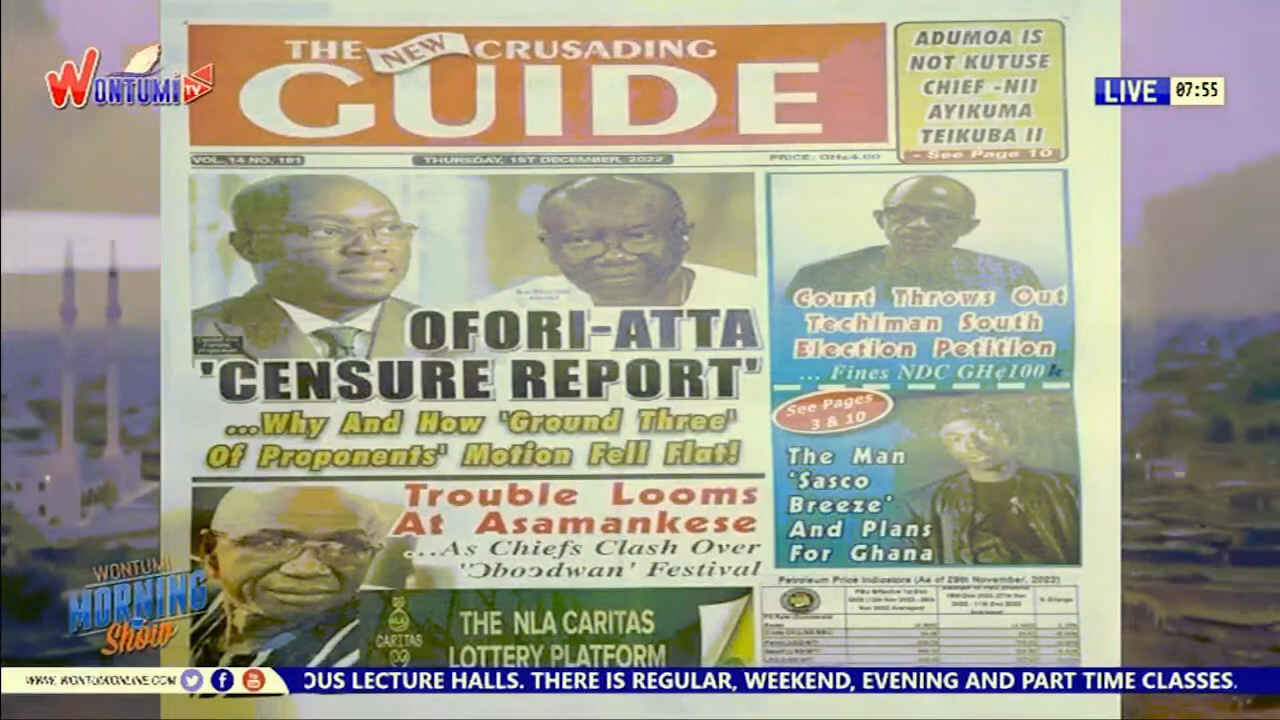 WONTUMI TV
LIVE 07:55
THE NEW CRUSADING
GUIDE
ADUMOA IS
NOT KUTUSE
CHIEF -NII
AYIKUMA
TEIKUBA II
- See Page 10
VOL. 14 NO. 181
THURSDAY, 1ST DECEMBER, 2022
PRICE: GH¢4.00
OFORI-ATTA
'CENSURE REPORT'
...Why And How 'Ground Three'
Of Proponents' Motion Fell Flat!
Court Throws Out
Techiman South
Election Petition
... Fines NDC GH¢100k
See Pages
3 & 10
The Man
'Sasco
Breeze'
And Plans
For Ghana
Trouble Looms
At Asamankese
...As Chiefs Clash Over
'Ɔboɔdwan' Festival
CARITAS
THE NLA CARITAS
LOTTERY PLATFORM
Petroleum Price Indicators (As of 29th November, 2022)
% Change
WONTUMI
MORNING
Show
WWW.WONTUMIONLINE.COM
OUS LECTURE HALLS. THERE IS REGULAR, WEEKEND, EVENING AND PART TIME CLASSES.